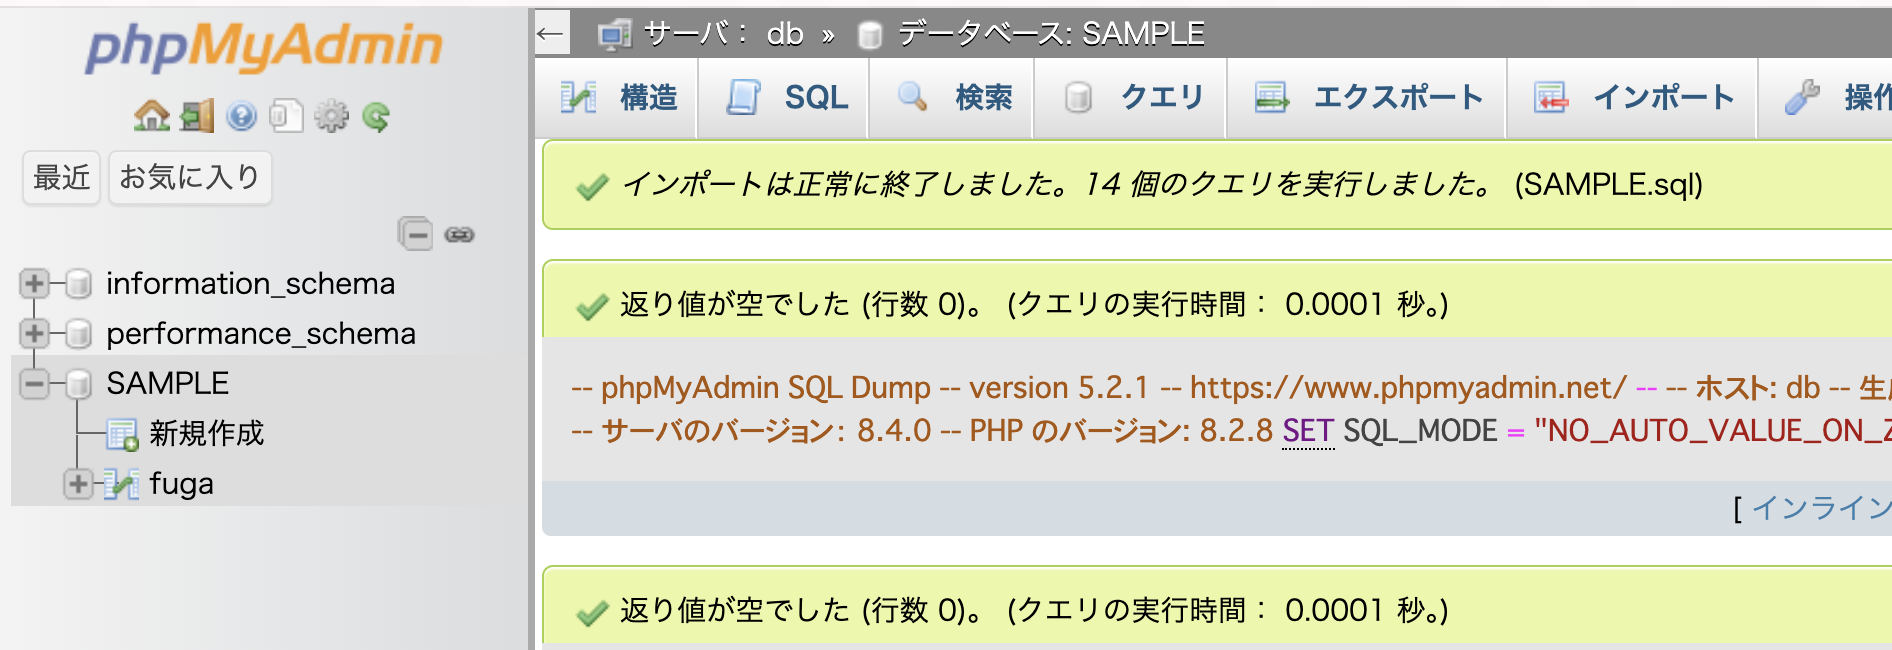 phpMyAdmin
最近 お気に入り
information_schema
performance_schema
SAMPLE
新規作成
fuga
← サーバ： db » データベース: SAMPLE
構造 SQL 検索 クエリ エクスポート インポート 操作
インポートは正常に終了しました。14 個のクエリを実行しました。 (SAMPLE.sql)
返り値が空でした (行数 0)。 (クエリの実行時間： 0.0001 秒。)
-- phpMyAdmin SQL Dump -- version 5.2.1 -- https://www.phpmyadmin.net/ -- -- ホスト: db -- 生
-- サーバのバージョン： 8.4.0 -- PHP のバージョン: 8.2.8 SET SQL_MODE = "NO_AUTO_VALUE_ON_Z
[ インライン
返り値が空でした (行数 0)。 (クエリの実行時間： 0.0001 秒。)